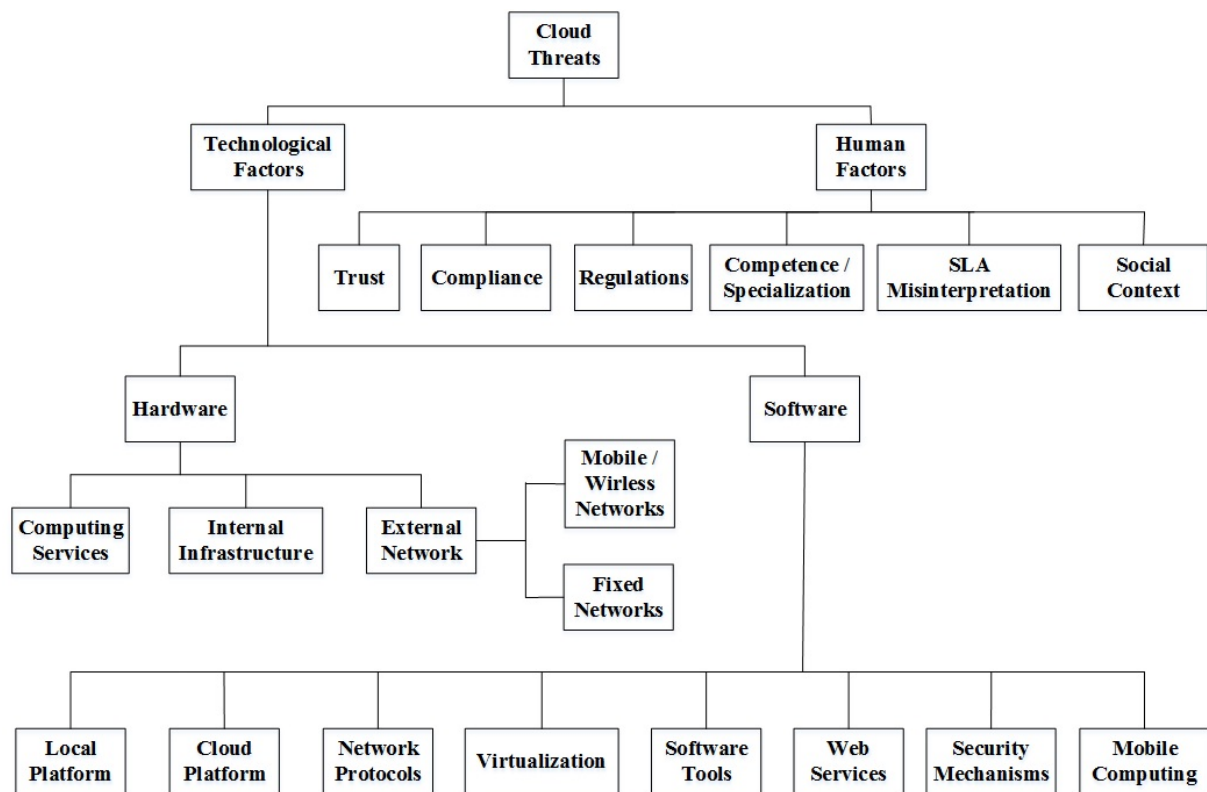 Cloud
Threats
Technological
Factors
Human
Factors
Trust
Compliance
Regulations
Competence /
Specialization
SLA
Misinterpretation
Social
Context
Hardware
Software
Computing
Services
Internal
Infrastructure
External
Network
Mobile /
Wirless
Networks
Fixed
Networks
Local
Platform
Cloud
Platform
Network
Protocols
Virtualization
Software
Tools
Web
Services
Security
Mechanisms
Mobile
Computing